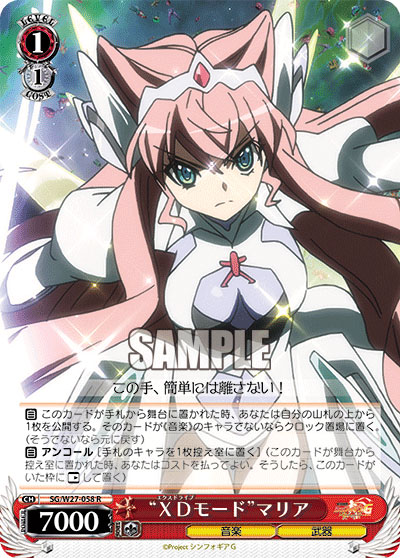 LEVEL
1
1
COST
SAMPLE
この手、簡単には離さない！
自 このカードが手札から舞台に置かれた時、あなたは自分の山札の上から
1枚を公開する。そのカードが《音楽》のキャラでないならクロック置場に置く。
（そうでないなら元に戻す）
自 アンコール ［手札のキャラを1枚控え室に置く］ （このカードが舞台から
控え室に置かれた時、あなたはコストを払ってよい。そうしたら、このカードが
いた枠に置く）
CH SG/W27-058 R
7000
エクスドライブ
“XDモード”マリア
音楽 武器
©Project シンフォギアG